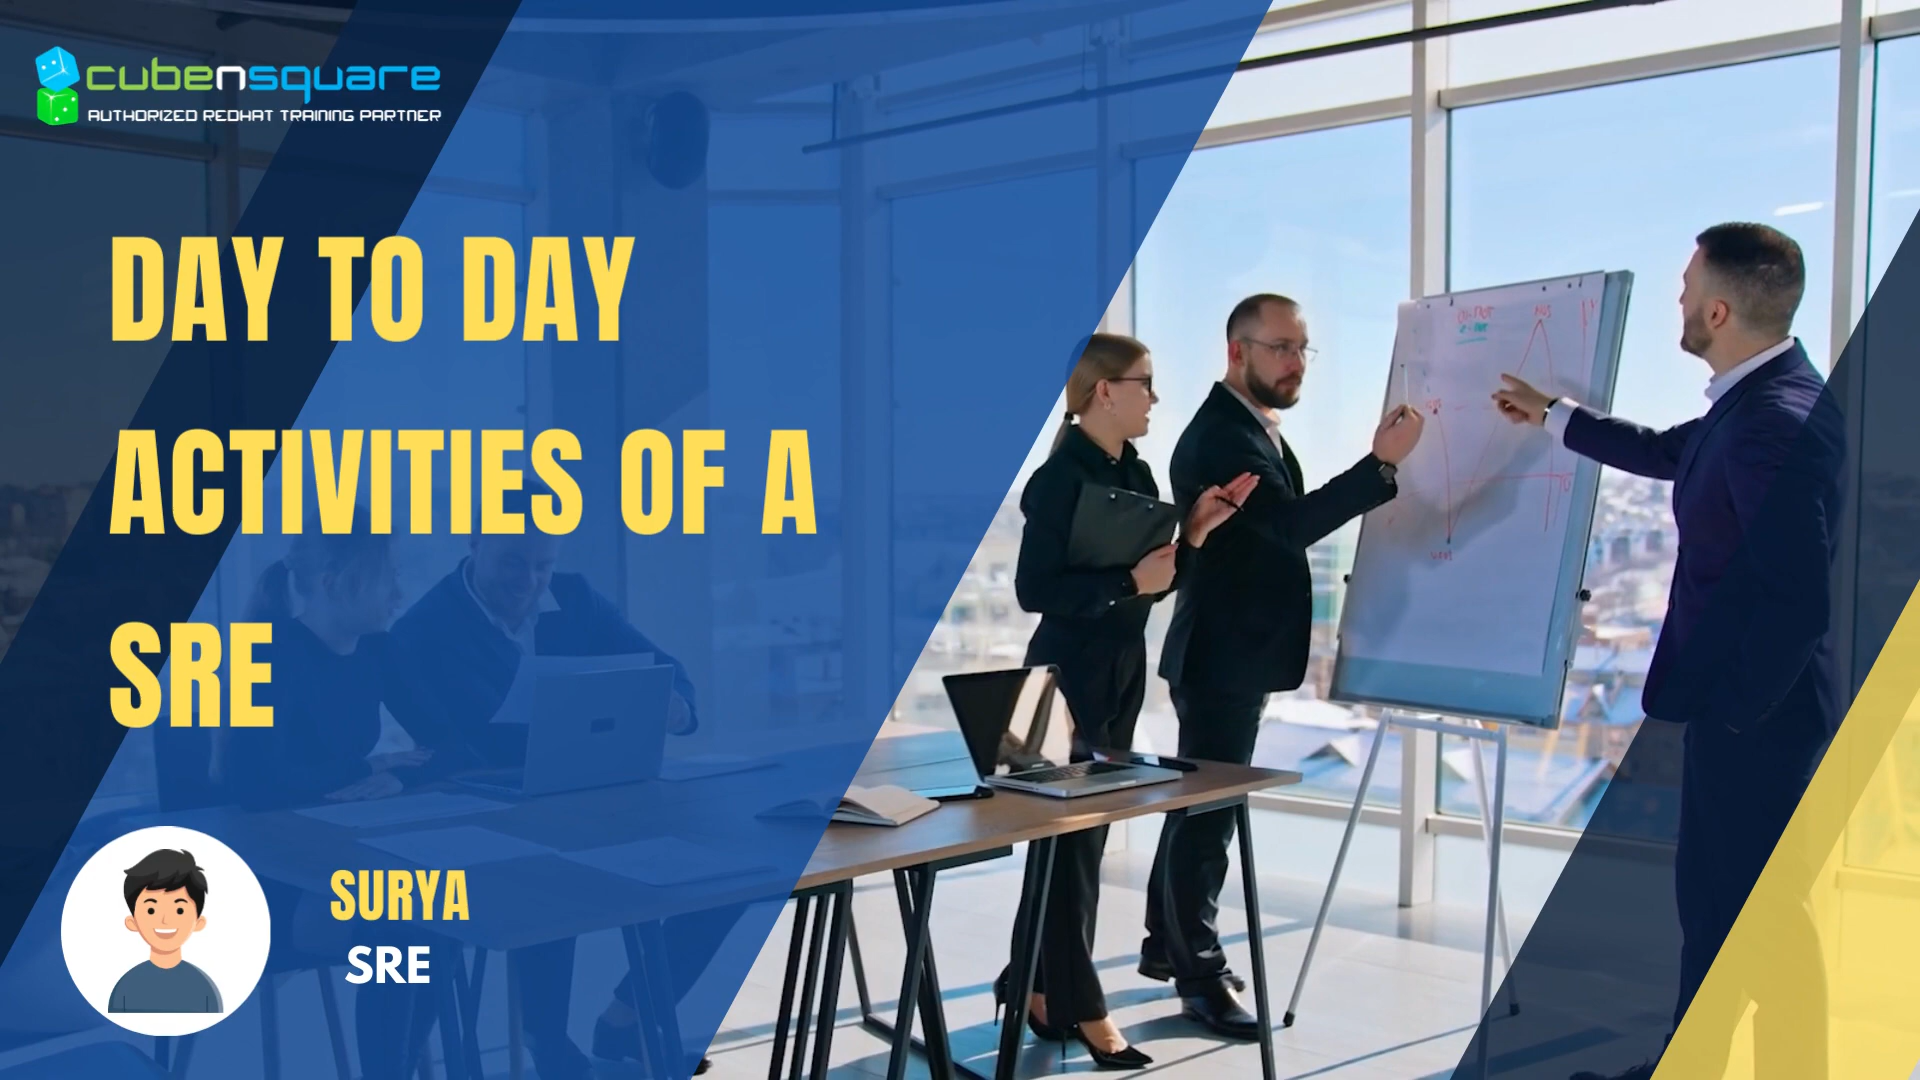 cubensquare
AUTHORIZED REDHAT TRAINING PARTNER
DAY TO DAY
ACTIVITIES OF A
SRE
SURYA
SRE